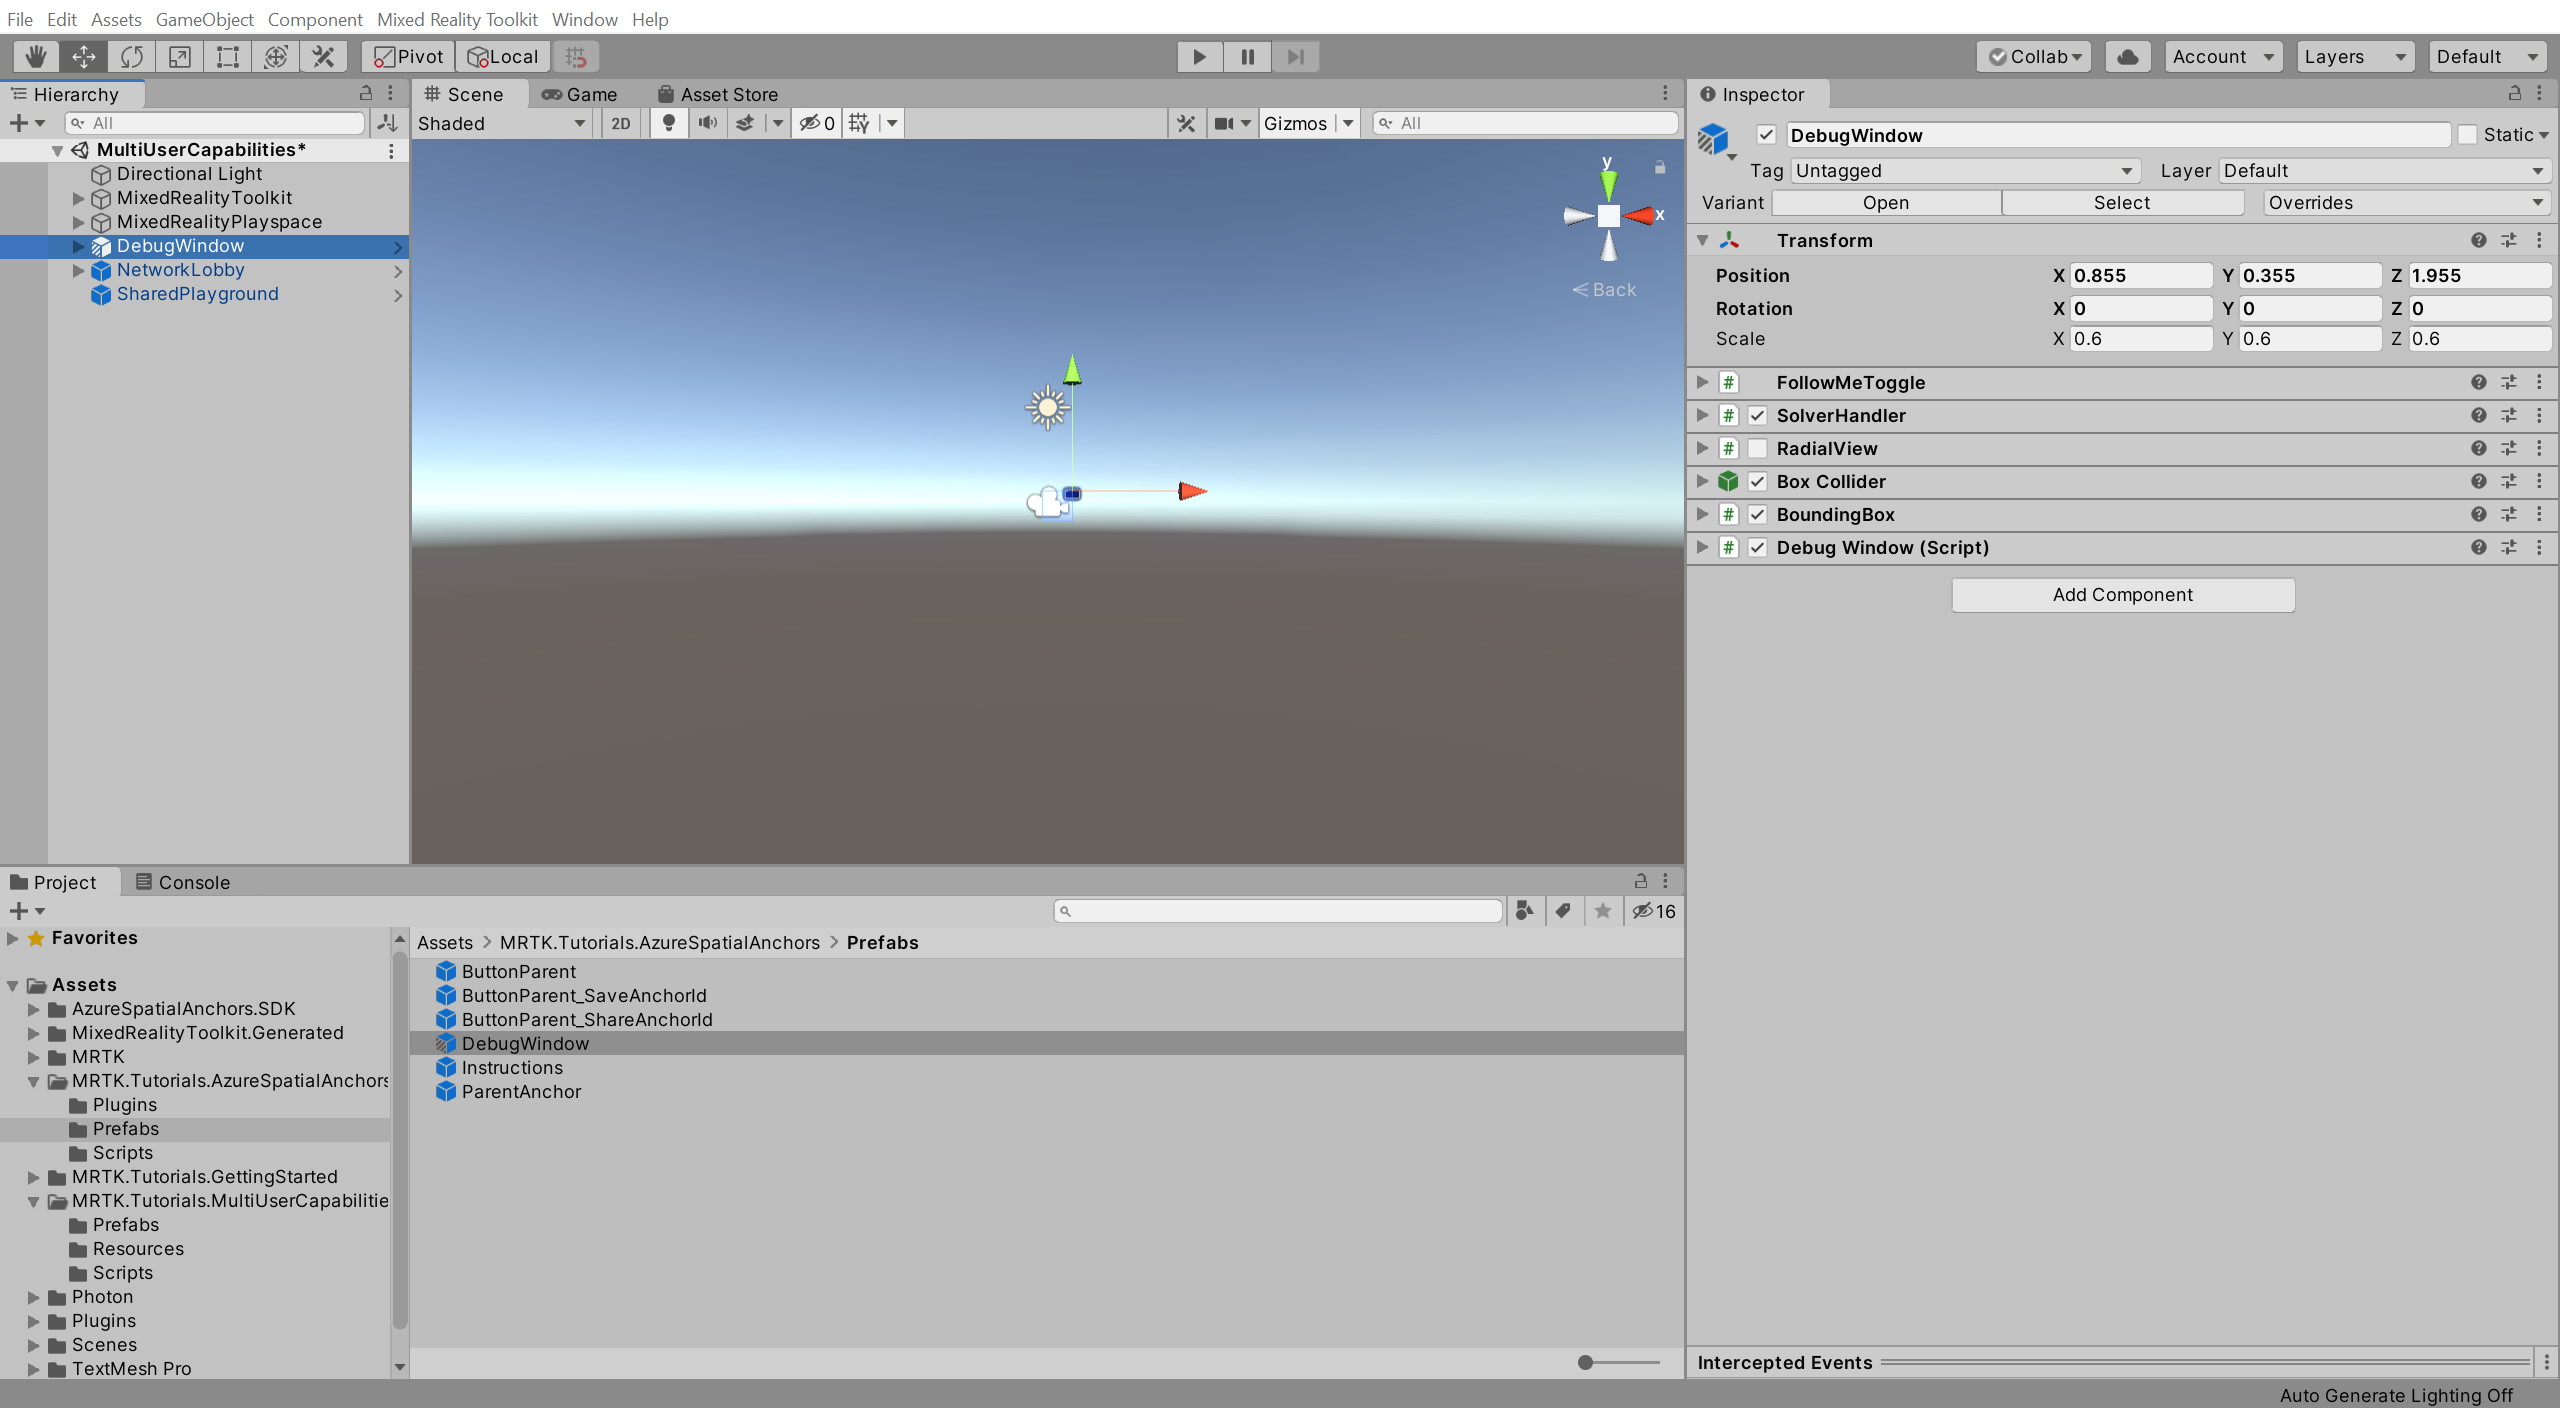 File Edit Assets GameObject Component Mixed Reality Toolkit Window Help
Pivot Local Collab Account Layers Default
Hierarchy
All
MultiUserCapabilities*
Directional Light
MixedRealityToolkit
MixedRealityPlayspace
DebugWindow
NetworkLobby
SharedPlayground
Scene Game Asset Store
Shaded 2D 0 Gizmos All
y
x
Back
Inspector
DebugWindow Static
Tag Untagged Layer Default
Variant Open Select Overrides
Transform
Position X 0.855 Y 0.355 Z 1.955
Rotation X 0 Y 0 Z 0
Scale X 0.6 Y 0.6 Z 0.6
# FollowMeToggle
# SolverHandler
# RadialView
Box Collider
# BoundingBox
# Debug Window (Script)
Add Component
Project Console
16
Favorites
Assets
AzureSpatialAnchors.SDK
MixedRealityToolkit.Generated
MRTK
MRTK.Tutorials.AzureSpatialAnchors
Plugins
Prefabs
Scripts
MRTK.Tutorials.GettingStarted
MRTK.Tutorials.MultiUserCapabilitie
Prefabs
Resources
Scripts
Photon
Plugins
Scenes
TextMesh Pro
Assets > MRTK.Tutorials.AzureSpatialAnchors > Prefabs
ButtonParent
ButtonParent_SaveAnchorId
ButtonParent_ShareAnchorId
DebugWindow
Instructions
ParentAnchor
Intercepted Events
Auto Generate Lighting Off